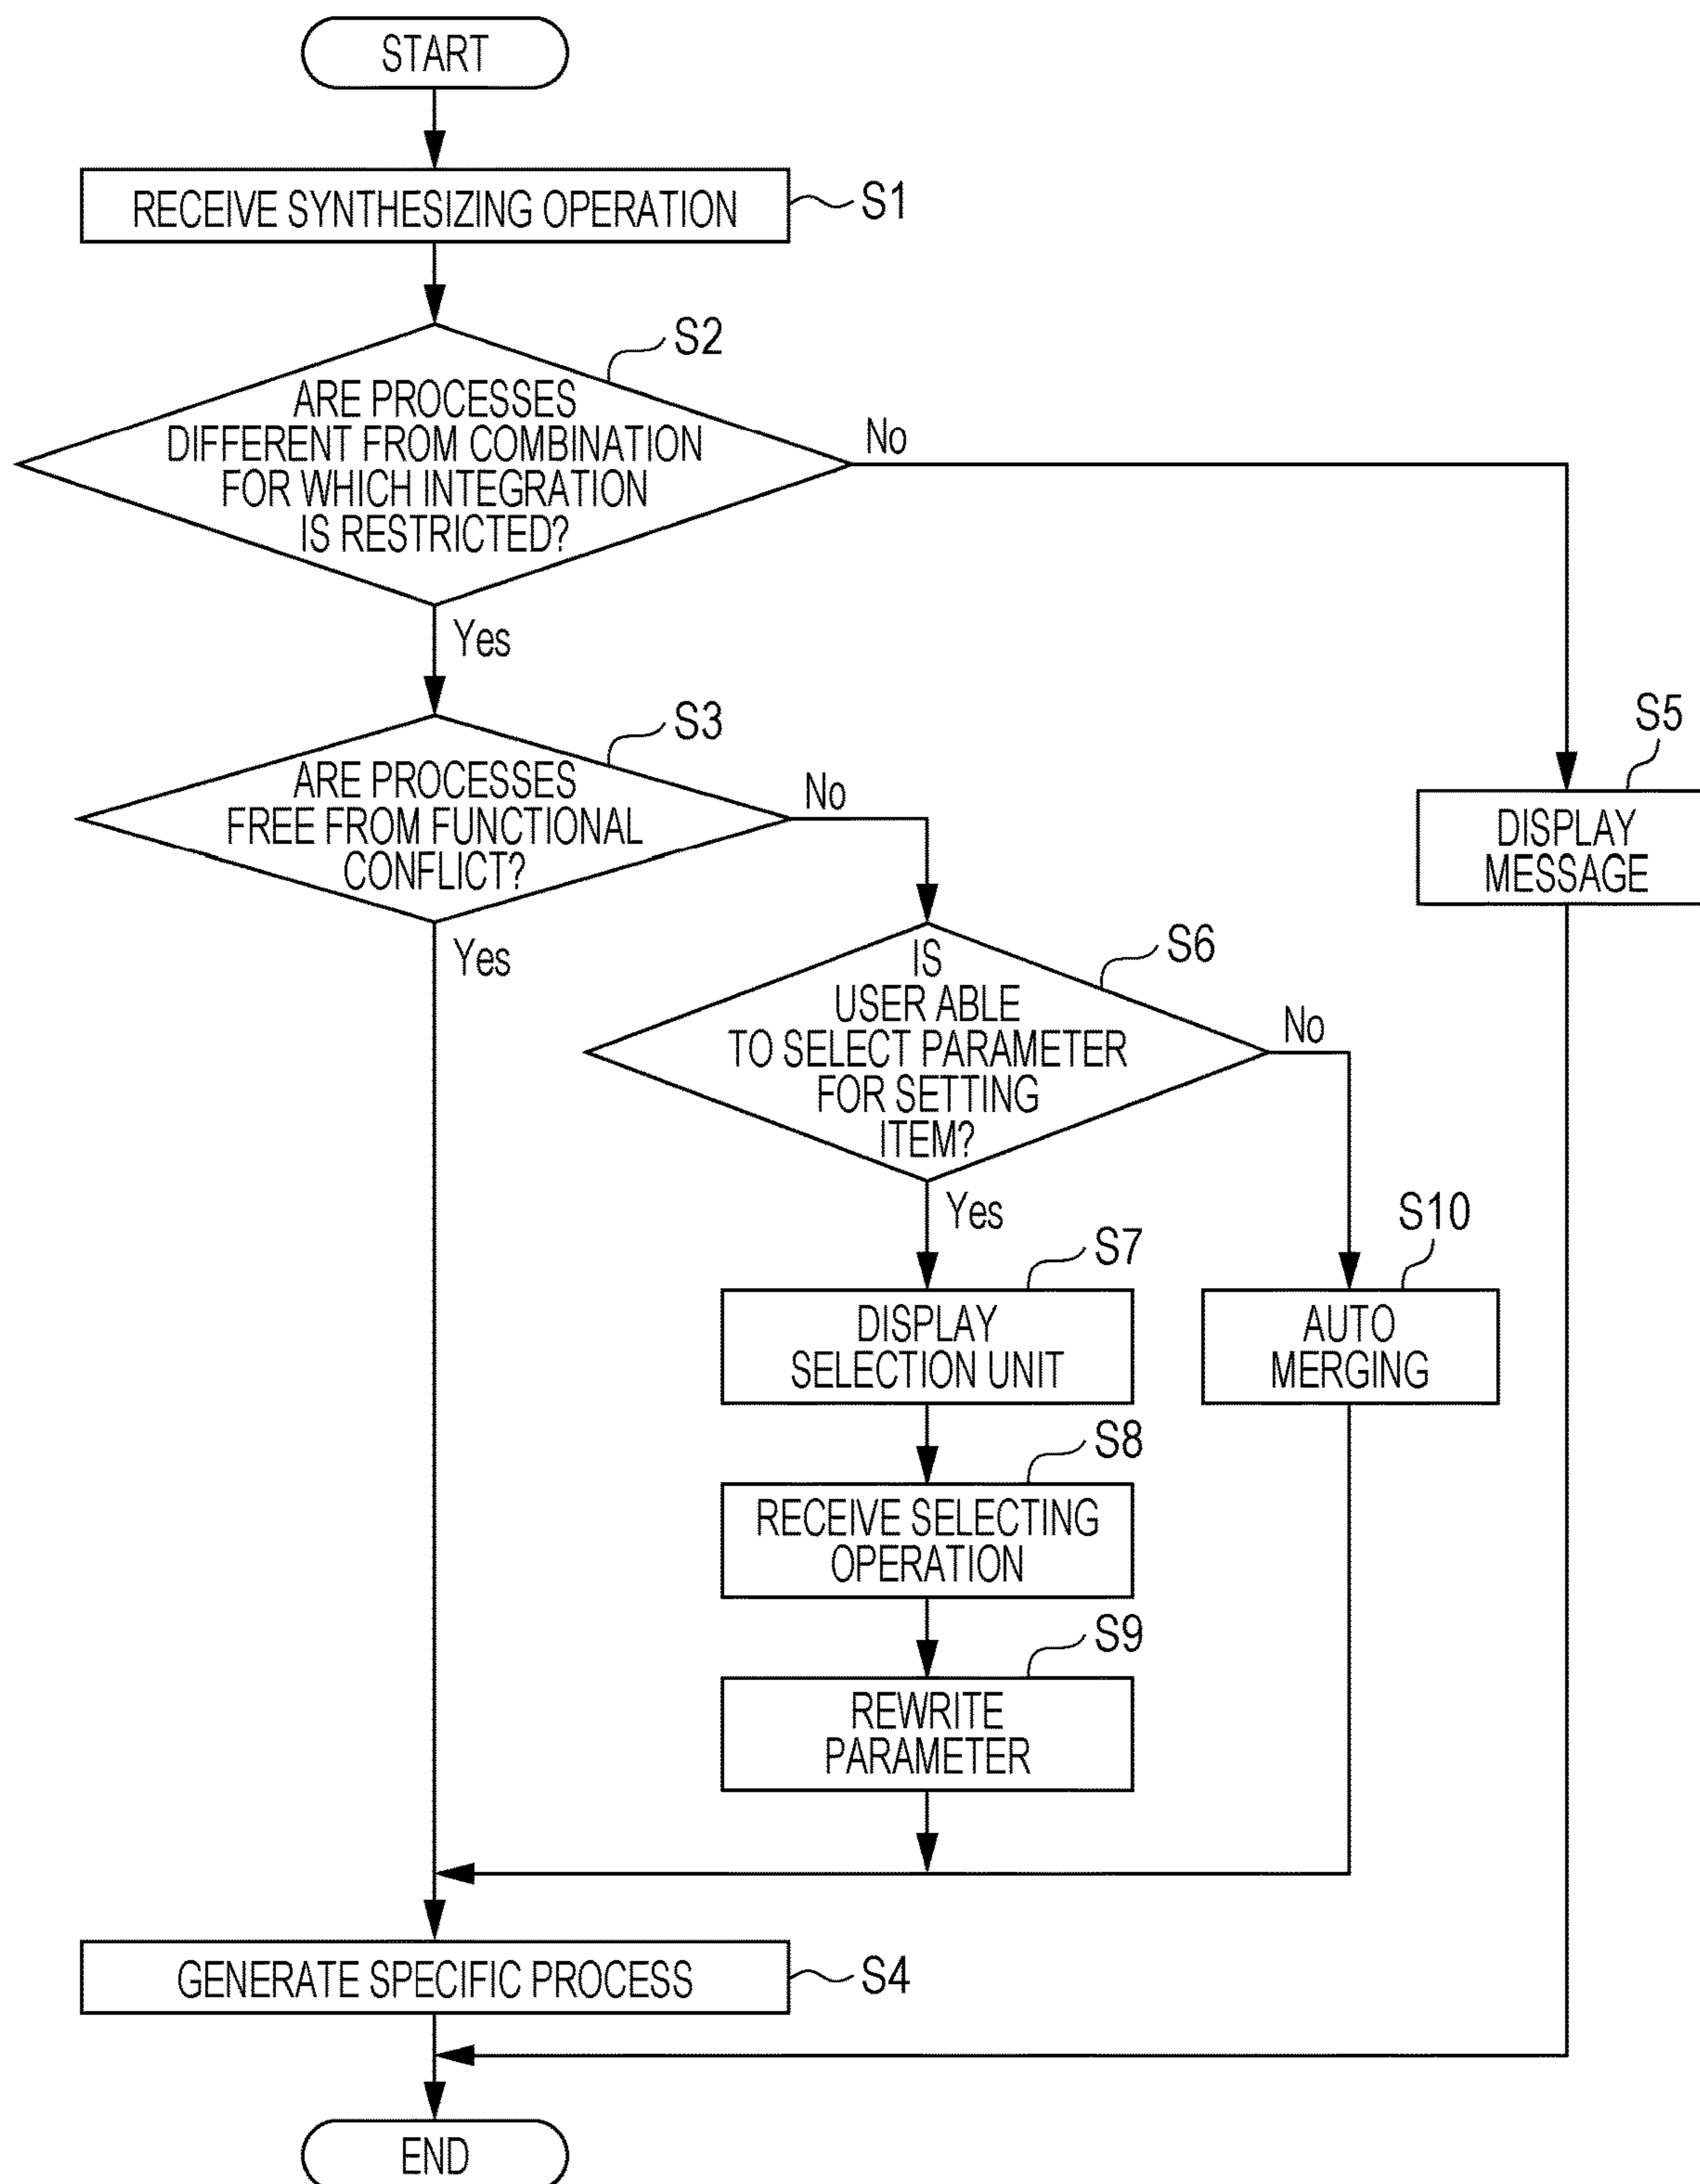 START
RECEIVE SYNTHESIZING OPERATION
S1
S2
ARE PROCESSES
DIFFERENT FROM COMBINATION
FOR WHICH INTEGRATION
IS RESTRICTED?
No
Yes
S3
ARE PROCESSES
FREE FROM FUNCTIONAL
CONFLICT?
No
Yes
S5
DISPLAY
MESSAGE
S6
IS
USER ABLE
TO SELECT PARAMETER
FOR SETTING
ITEM?
No
Yes
S7
DISPLAY
SELECTION UNIT
S10
AUTO
MERGING
S8
RECEIVE SELECTING
OPERATION
S9
REWRITE
PARAMETER
GENERATE SPECIFIC PROCESS
S4
END